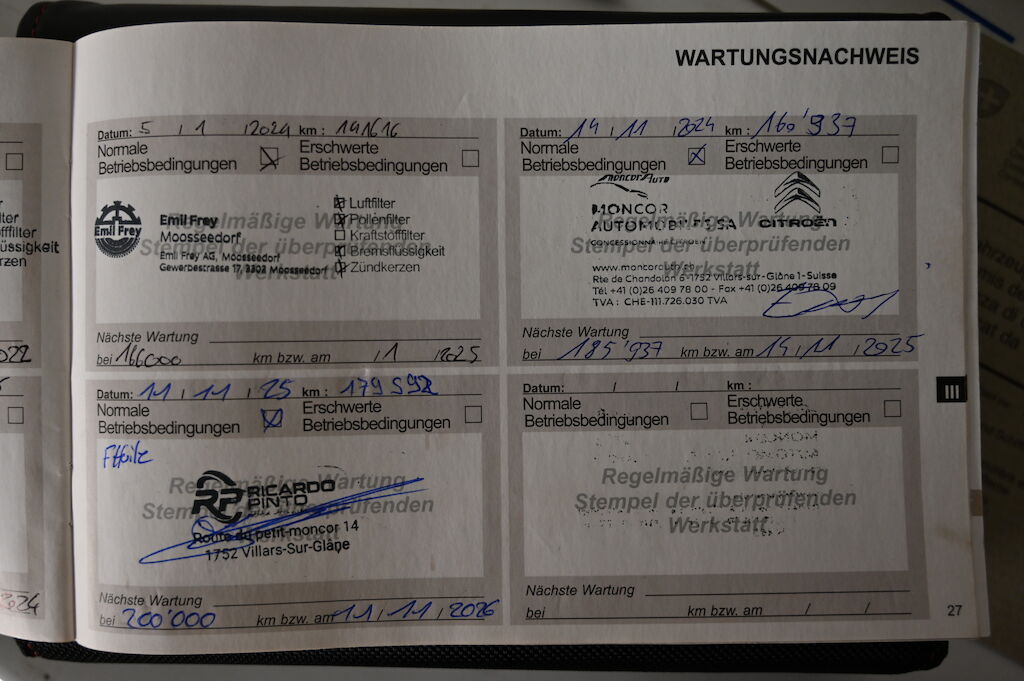 WARTUNGSNACHWEIS
Datum: 5 / 1 / 2024 km : 141616
Normale Betriebsbedingungen
Erschwerte Betriebsbedingungen
Regelmäßige Wartung
Stempel der überprüfenden
Werkstatt
Emil Frey
Emil Frey
Moosseedorf
Emil Frey AG, Moosseedorf
Gewerbestrasse 17, 3302 Moosseedorf
Luftfilter
Pollenfilter
Kraftstofffilter
Bremsflüssigkeit
Zündkerzen
Nächste Wartung
bei 166000 km bzw. am / 1 / 2025
Datum: 14 / 11 / 2024 km : 160'937
Normale Betriebsbedingungen
Erschwerte Betriebsbedingungen
Regelmäßige Wartung
Stempel der überprüfenden
Werkstatt
MONCOR AUTO
MONCOR
AUTOMOBILES SA
CITROËN
Rte de Chandolan 6-1752 Villars-sur-Glâne 1-Suisse
Tél +41 (0)26 409 78 00 - Fax +41 (0)26 409 78 09
TVA : CHE-111.726.030 TVA
Nächste Wartung
bei 185'937 km bzw. am 14 / 11 / 2025
Datum: 11 / 11 / 25 km : 179592
Normale Betriebsbedingungen
Erschwerte Betriebsbedingungen
Regelmäßige Wartung
Stempel der überprüfenden
Werkstatt
RP RICARDO
PINTO
Route du petit-moncor 14
1752 Villars-Sur-Glâne
Nächste Wartung
bei 200'000 km bzw. am 11 / 11 / 2026
Datum: / / km :
Normale Betriebsbedingungen
Erschwerte Betriebsbedingungen
Regelmäßige Wartung
Stempel der überprüfenden
Werkstatt
Nächste Wartung
bei km bzw. am / /
III
27